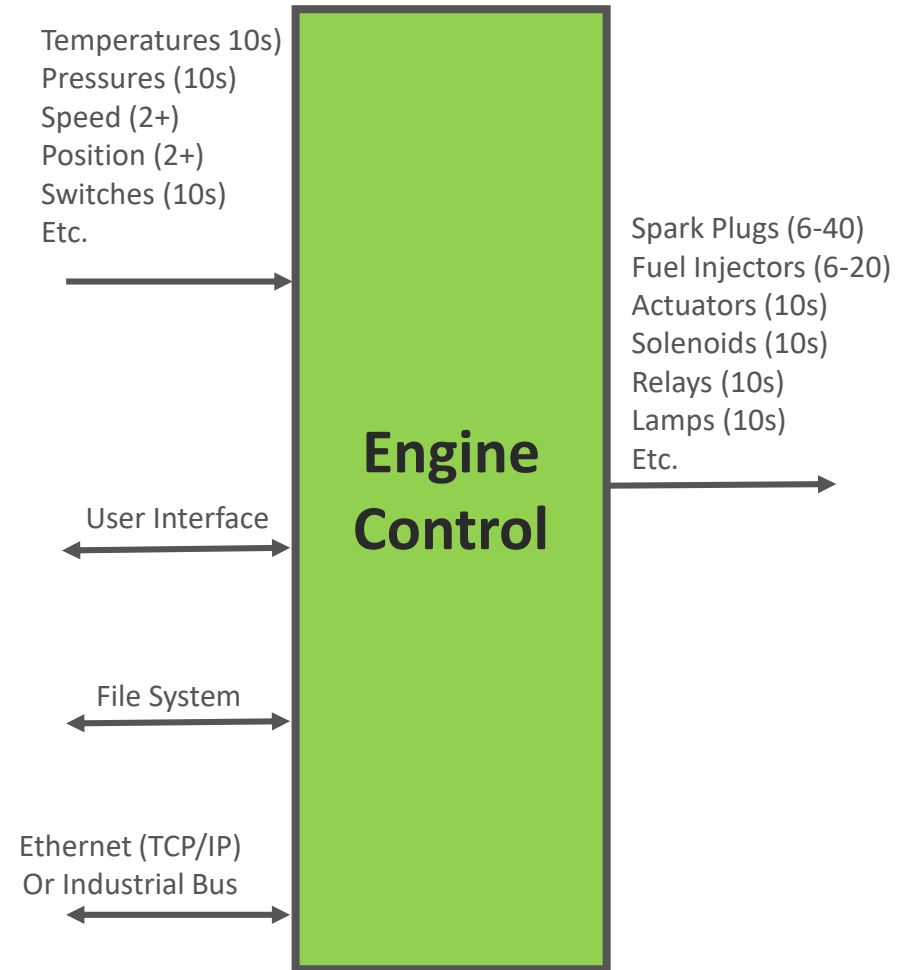 Temperatures 10s)
Pressures (10s)
Speed (2+)
Position (2+)
Switches (10s)
Etc.
User Interface
File System
Ethernet (TCP/IP)
Or Industrial Bus
Engine
Control
Spark Plugs (6-40)
Fuel Injectors (6-20)
Actuators (10s)
Solenoids (10s)
Relays (10s)
Lamps (10s)
Etc.